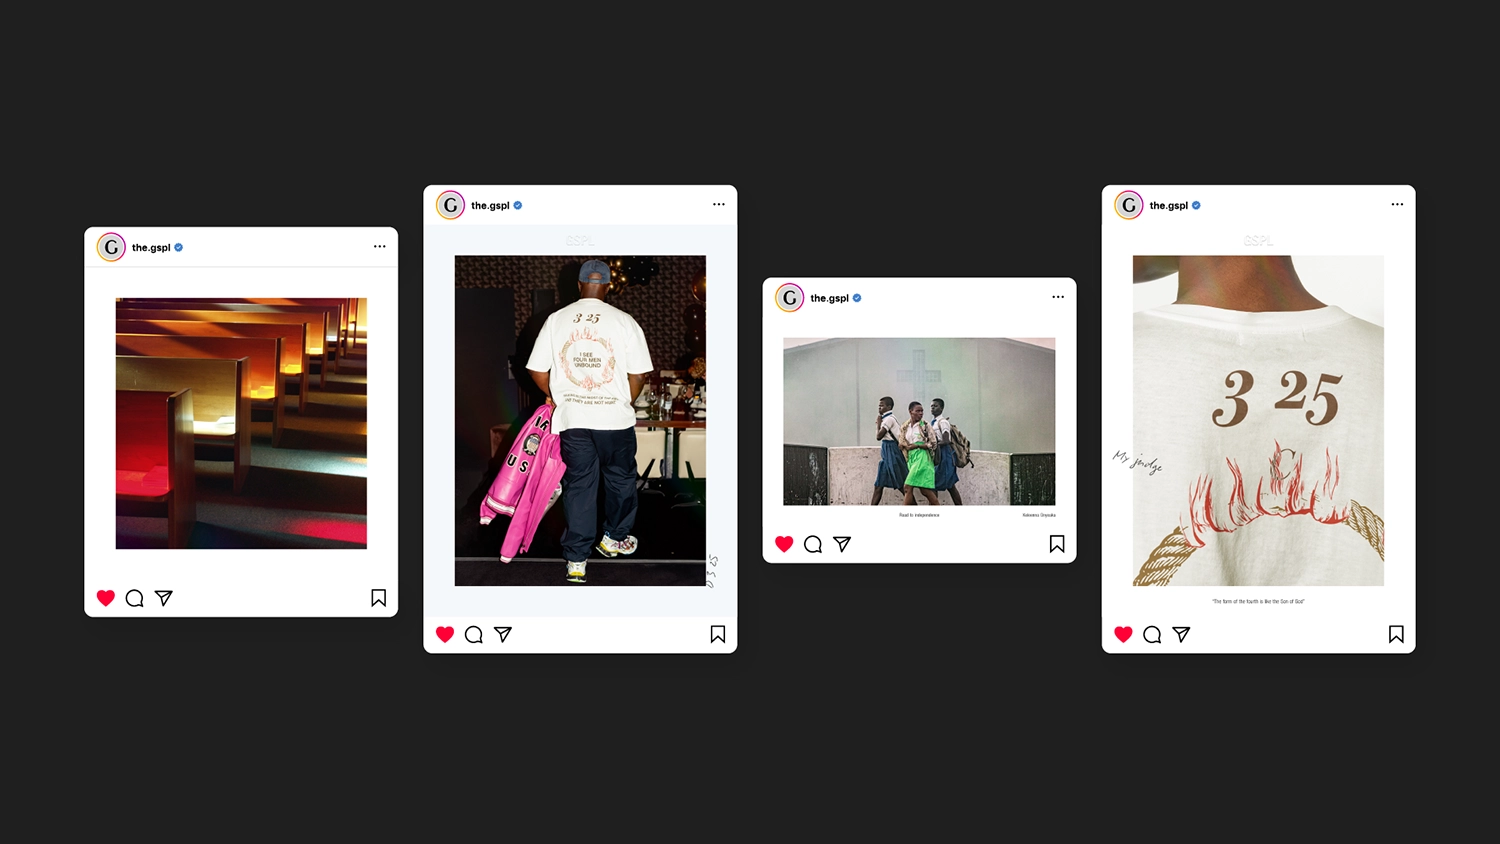 G
the.gspl
G
the.gspl
GSPL
3 25
I SEE
FOUR MEN
UNBOUND
AND THEY ARE NOT HURT
US
G
the.gspl
Road to independence
G
the.gspl
GSPL
3 25
My judge
"The form of the fourth is like the Son of God"